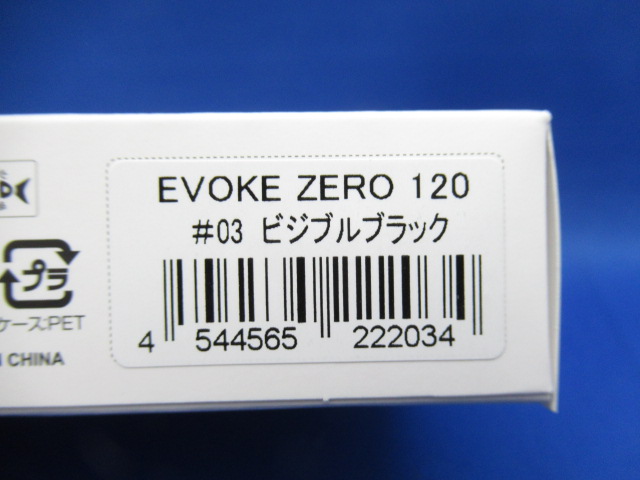 EVOKE ZERO 120
#03 ビジブルブラック
4 544565 222034
プラ
ケース:PET
CHINA